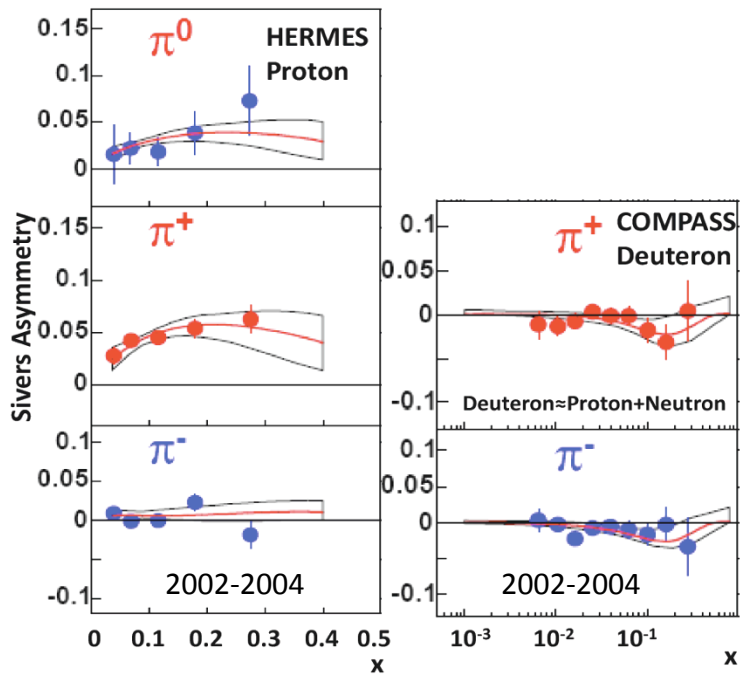 Sivers Asymmetry
π⁰
HERMES
Proton
0.15
0.1
0.05
0
π⁺
0.15
0.1
0.05
0
π⁻
0.1
0.05
0
-0.1
2002-2004
0 0.1 0.2 0.3 0.4 0.5
x
π⁺
COMPASS
Deuteron
0.1
0.05
0
-0.1
Deuteron≈Proton+Neutron
π⁻
0.1
0.05
0
-0.1
2002-2004
10⁻³ 10⁻² 10⁻¹
x